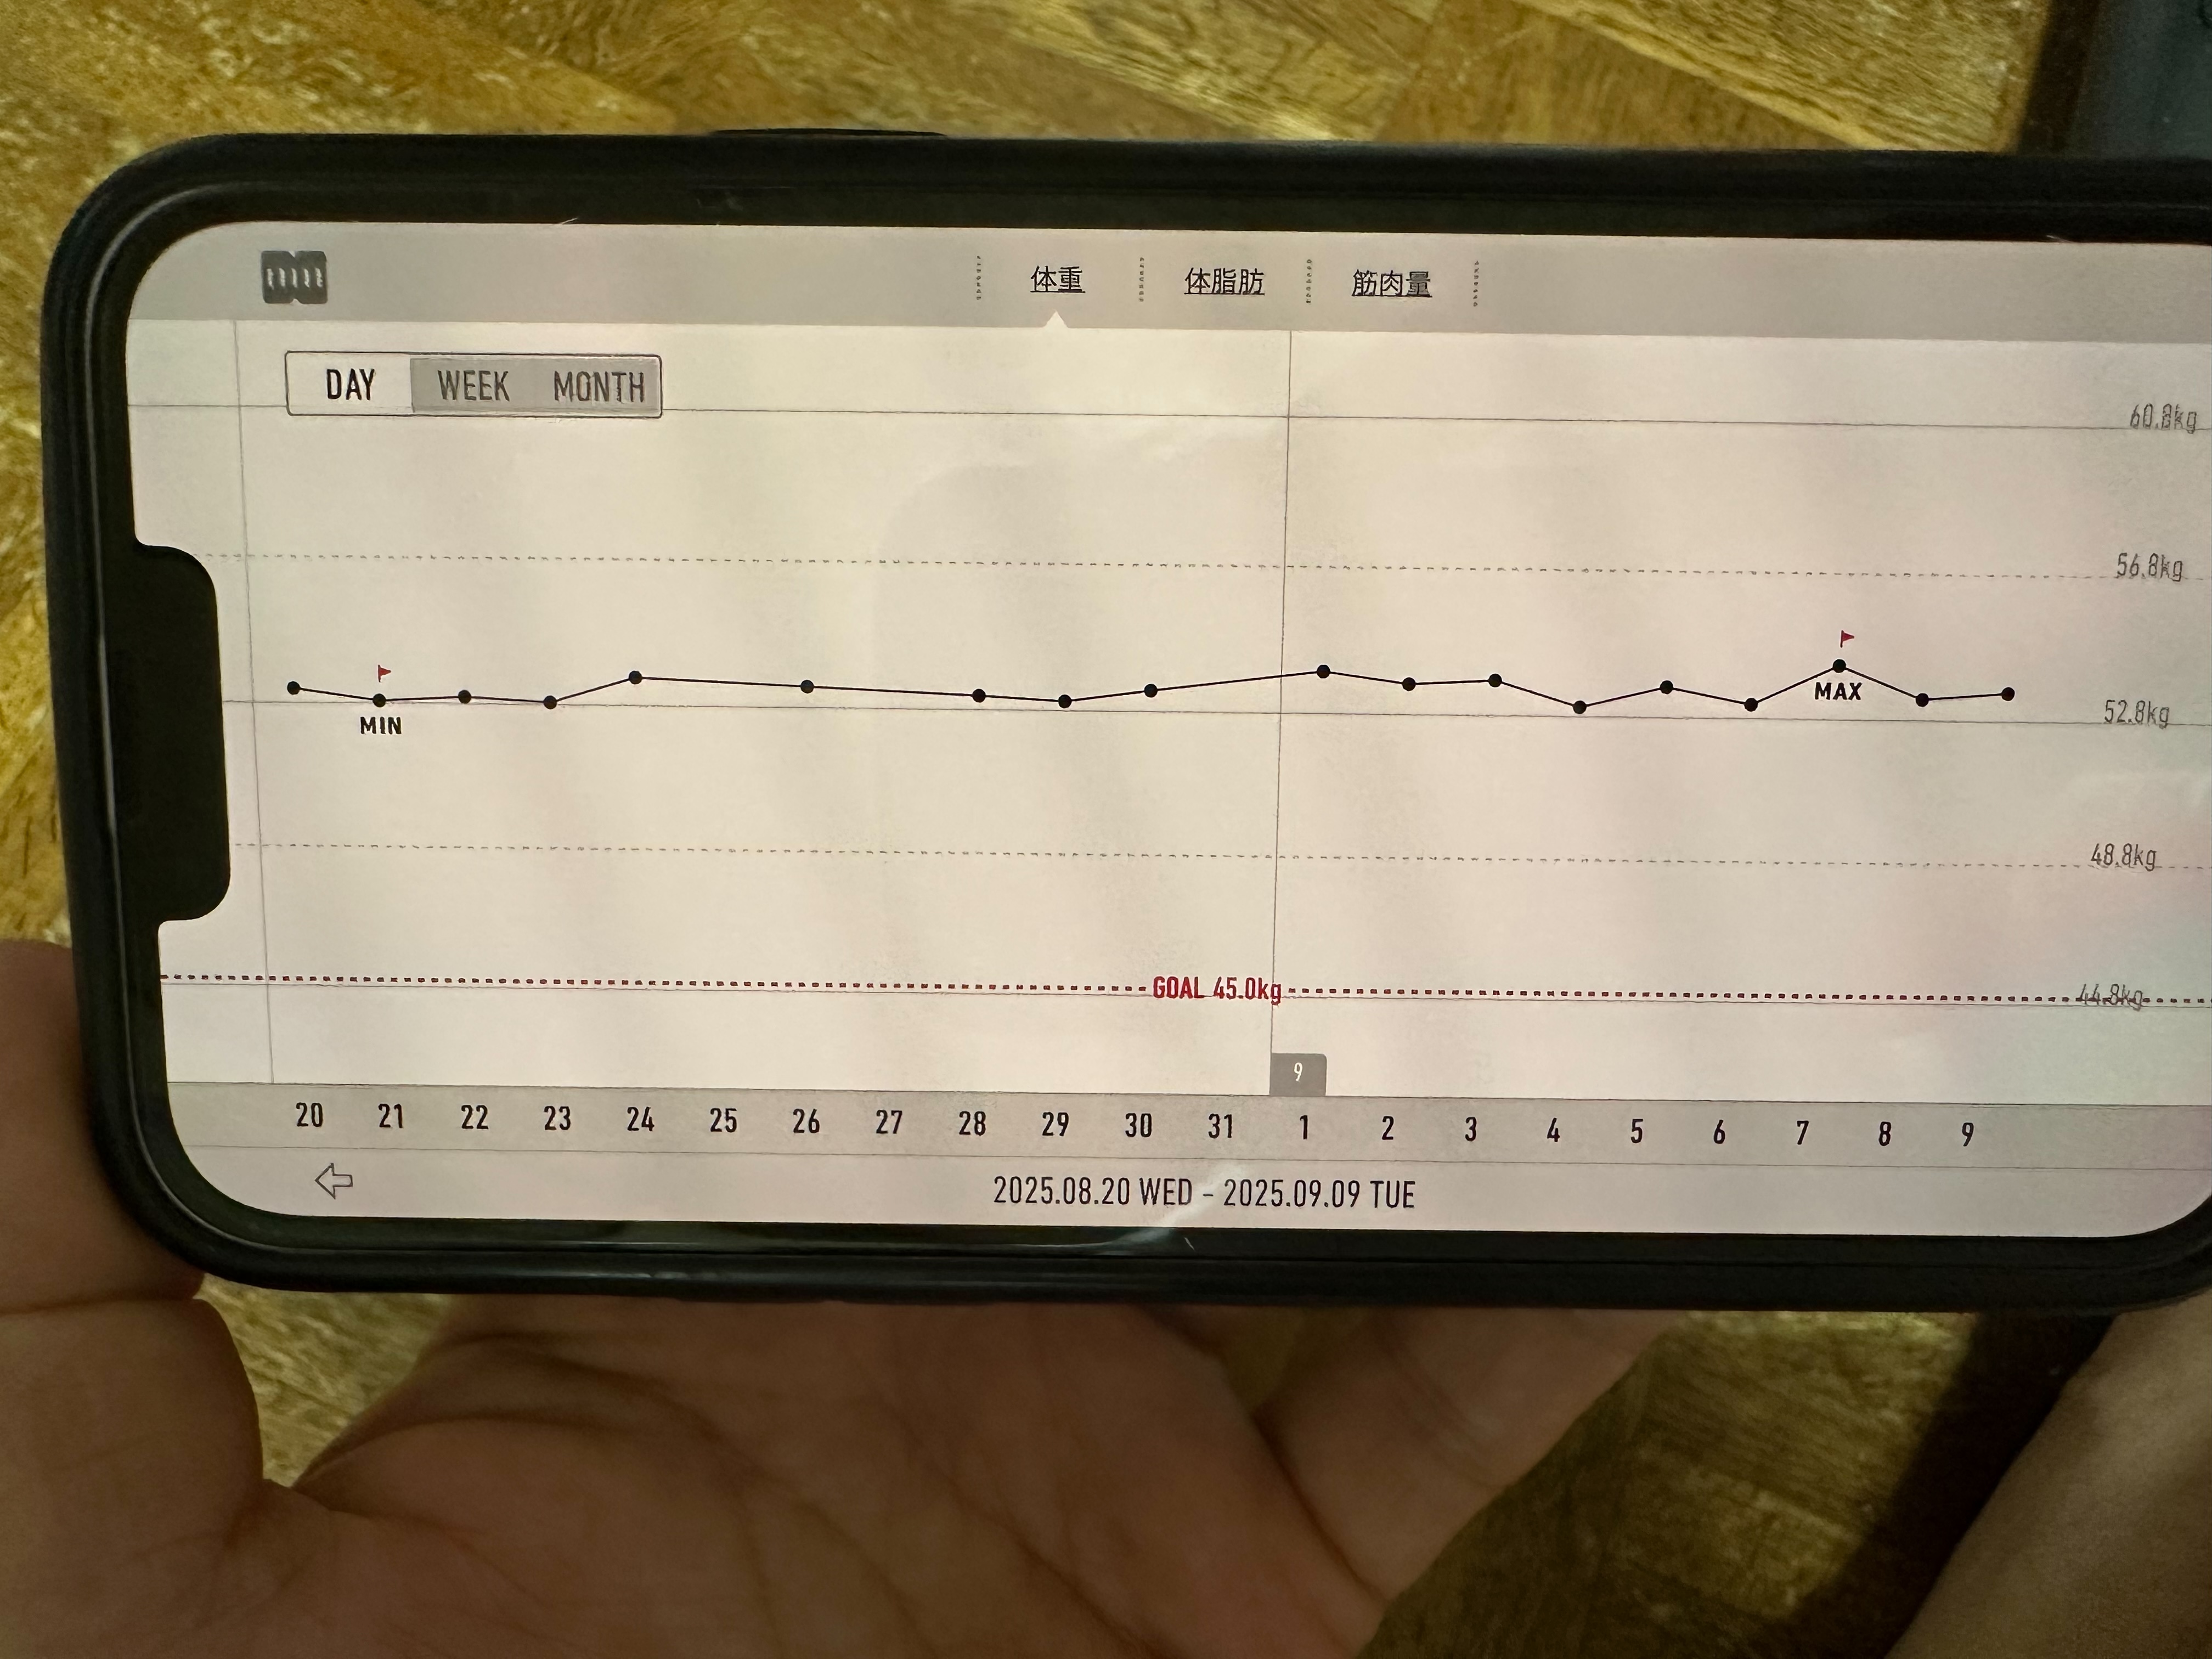 体重 体脂肪 筋肉量
DAY WEEK MONTH
60.8kg
56.8kg
52.8kg
48.8kg
44.8kg
MIN
MAX
GOAL 45.0kg
9
20 21 22 23 24 25 26 27 28 29 30 31 1 2 3 4 5 6 7 8 9
2025.08.20 WED - 2025.09.09 TUE